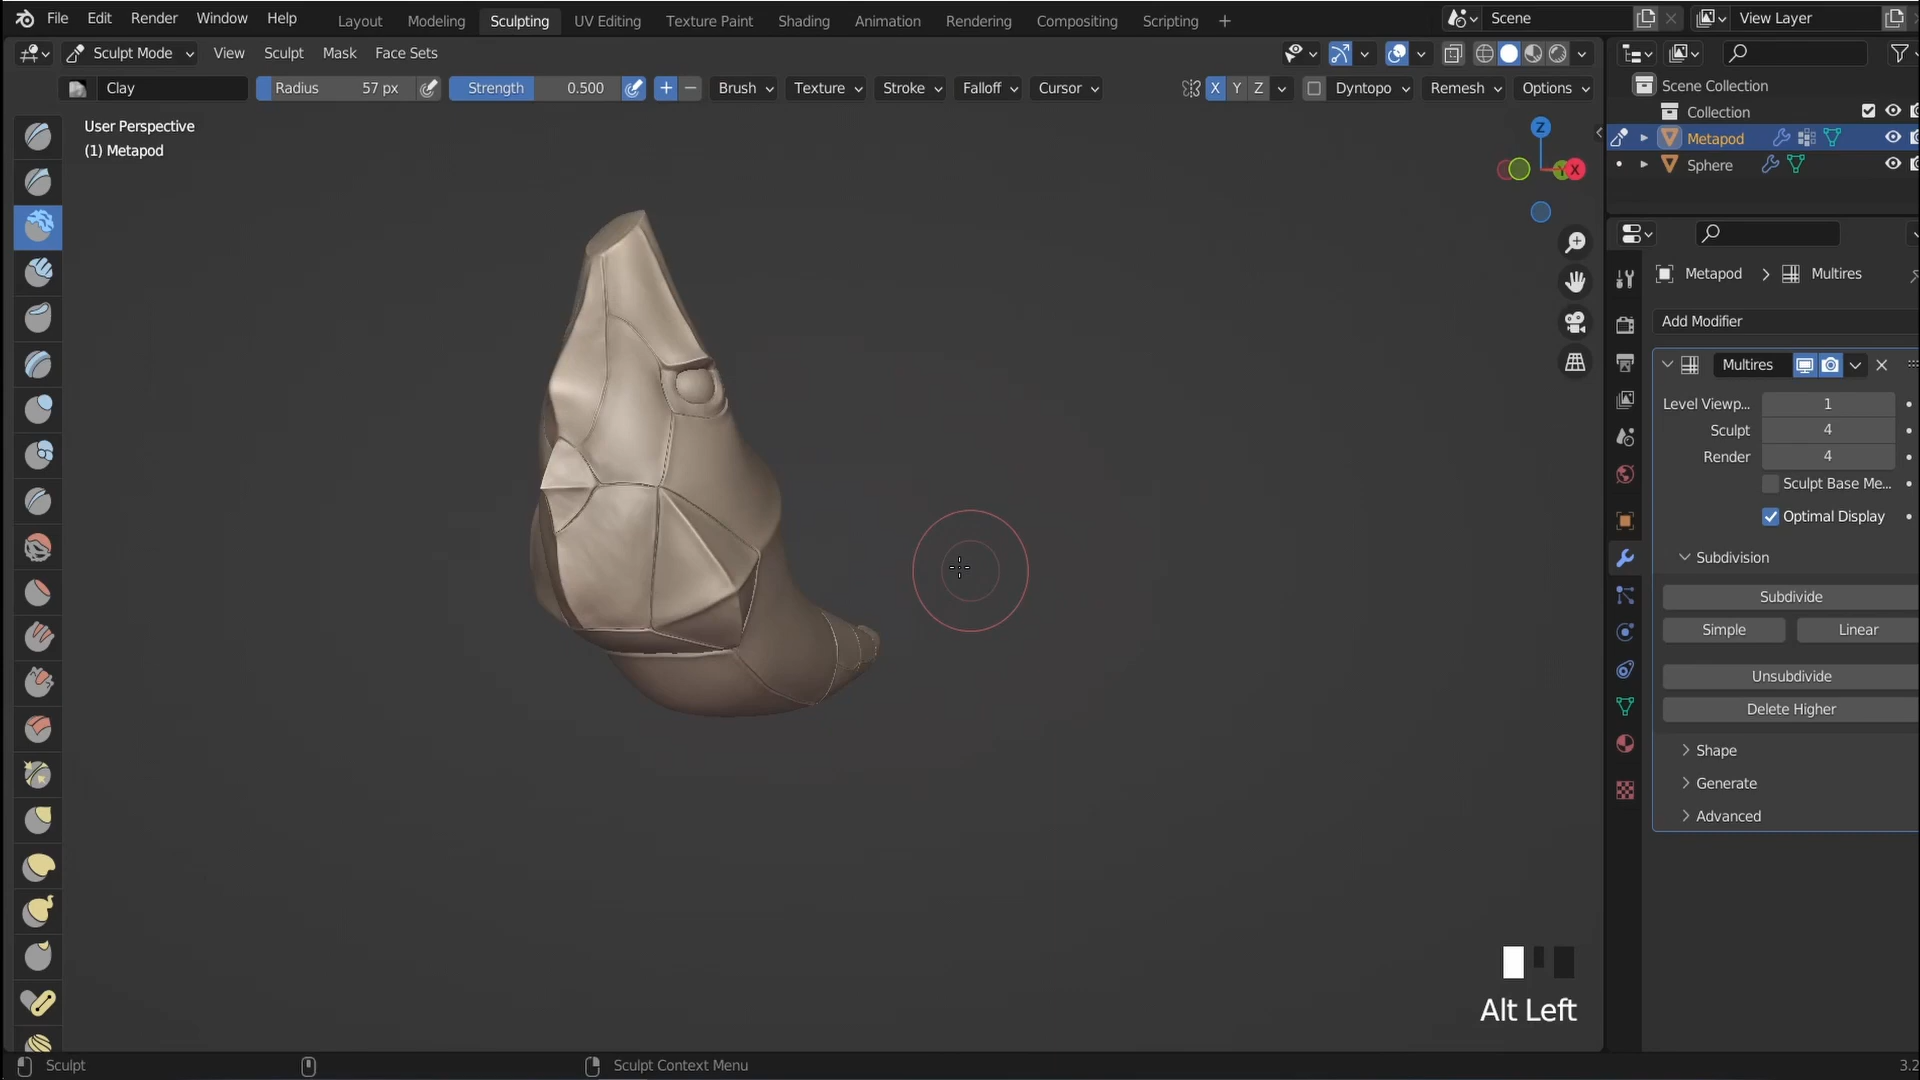 File Edit Render Window Help Layout Modeling Sculpting UV Editing Texture Paint Shading Animation Rendering Compositing Scripting + Scene View Layer
Sculpt Mode View Sculpt Mask Face Sets
Clay Radius 57 px Strength 0.500 Brush Texture Stroke Falloff Cursor X Y Z Dyntopo Remesh Options
User Perspective
(1) Metapod
Z
Y
X
Scene Collection
Collection
Metapod
Sphere
Metapod > Multires
Add Modifier
Multires
Level Viewp... 1
Sculpt 4
Render 4
Sculpt Base Me...
Optimal Display
Subdivision
Subdivide
Simple Linear
Unsubdivide
Delete Higher
Shape
Generate
Advanced
Alt Left
Sculpt Sculpt Context Menu 3.2